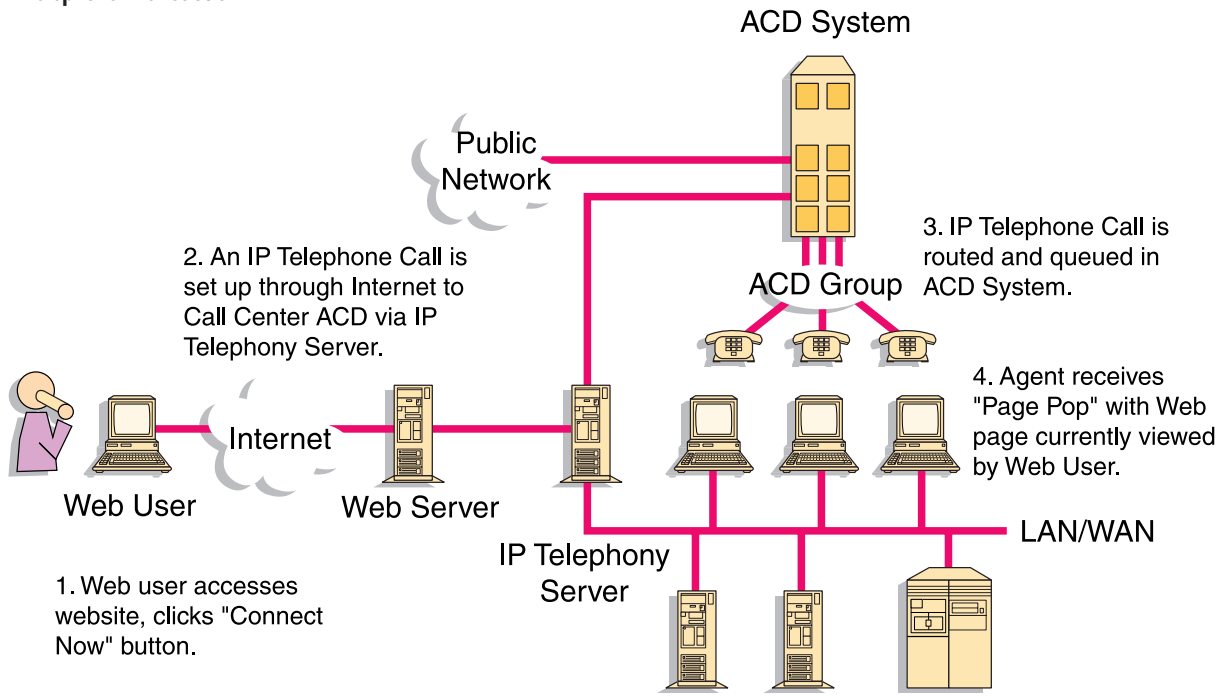 ACD System
Public
Network
2. An IP Telephone Call is
set up through Internet to
Call Center ACD via IP
Telephony Server.
3. IP Telephone Call is
routed and queued in
ACD System.
ACD Group
4. Agent receives
"Page Pop" with Web
page currently viewed
by Web User.
Internet
Web User
Web Server
IP Telephony
Server
LAN/WAN
1. Web user accesses
website, clicks "Connect
Now" button.